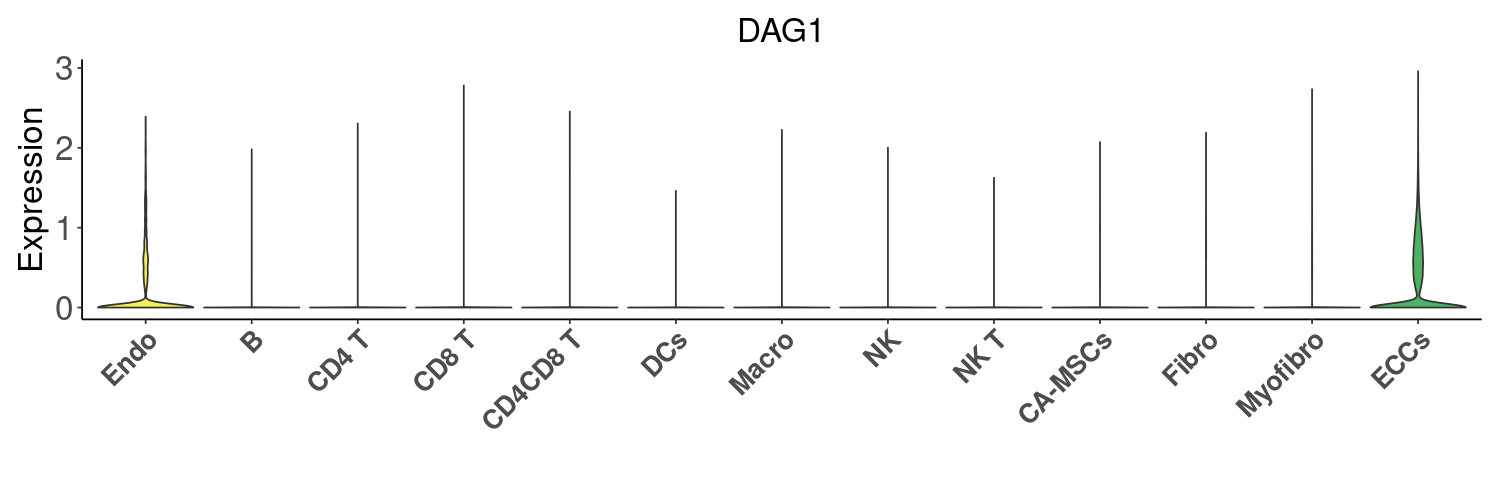 DAG1
Expression
3
2
1
0
Endo
B
CD4 T
CD8 T
CD4CD8 T
DCs
Macro
NK
NK T
CA-MSCs
Fibro
Myofibro
ECCs